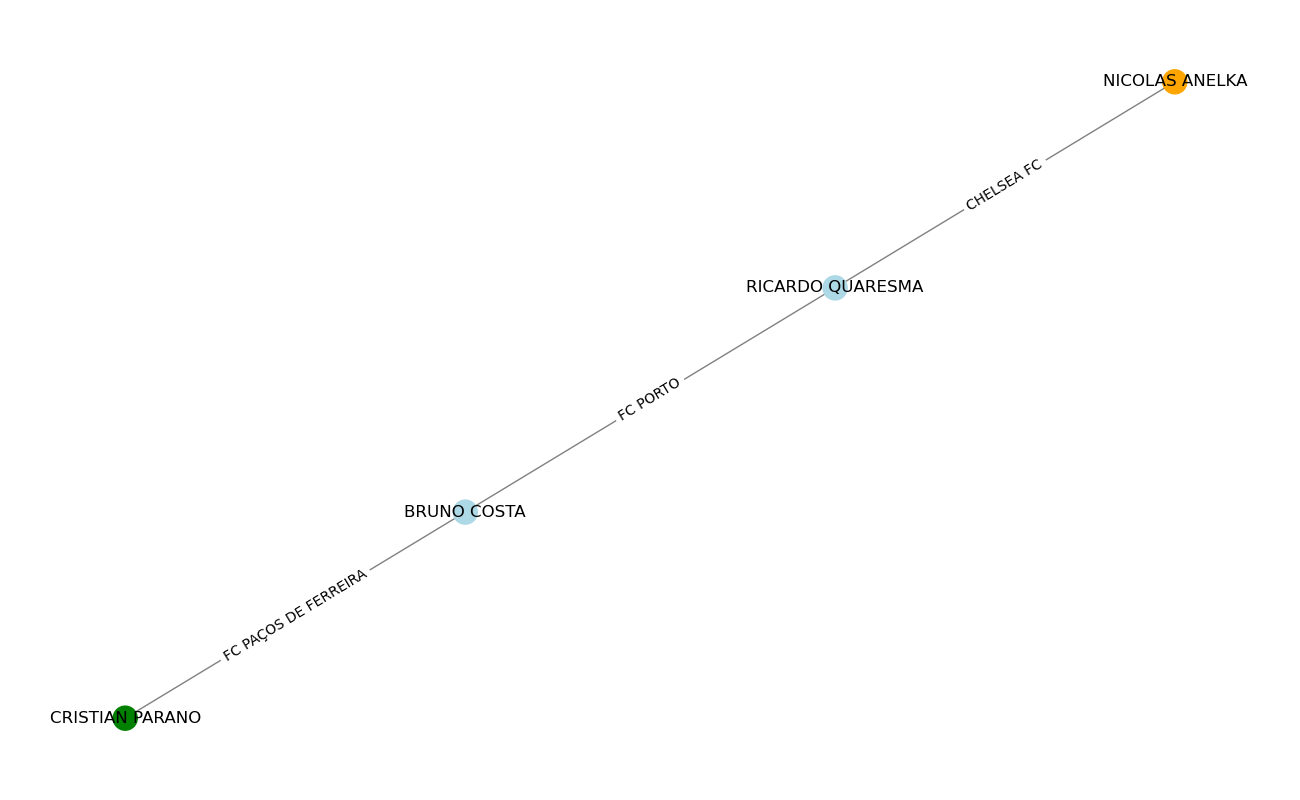 NICOLAS ANELKA
CHELSEA FC
RICARDO QUARESMA
FC PORTO
BRUNO COSTA
FC PAÇOS DE FERREIRA
CRISTIAN PARANO